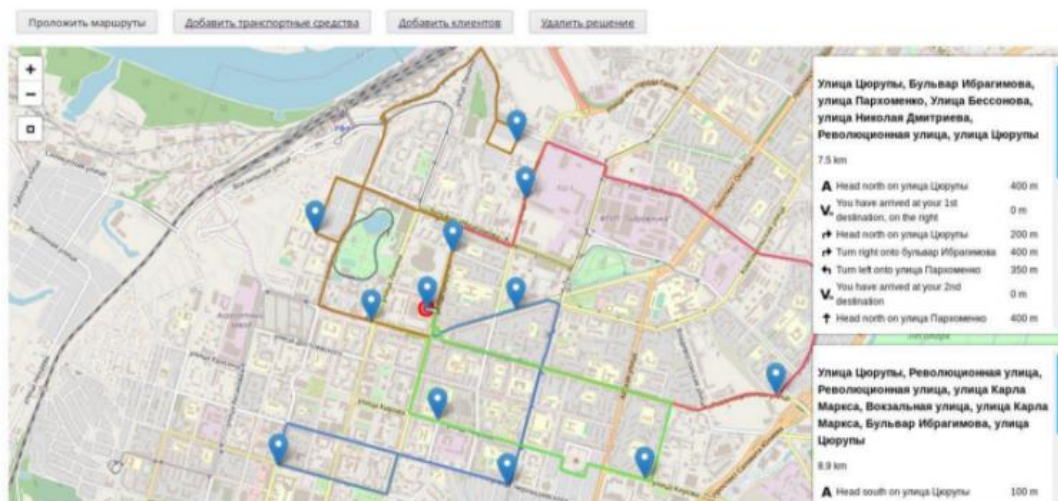 Проложить маршруты
Добавить транспортные средства
Добавить клиентов
Удалить решение
+
−
Улица Цюрупы, Бульвар Ибрагимова,
улица Пархоменко, Улица Бессонова,
улица Николая Дмитриева,
Революционная улица, улица Цюрупы
7.5 km
A Head north on улица Цюрупы 400 m
You have arrived at your 1st
destination, on the right 0 m
Head north on улица Цюрупы 200 m
Turn right onto бульвар Ибрагимова 400 m
Turn left onto улица Пархоменко 350 m
You have arrived at your 2nd
destination 0 m
Head north on улица Пархоменко 400 m
Улица Цюрупы, Революционная улица,
Революционная улица, улица Карла
Маркса, Вокзальная улица, улица Карла
Маркса, Бульвар Ибрагимова, улица
Цюрупы
8.9 km
A Head south on улица Цюрупы 100 m
улица Кирова